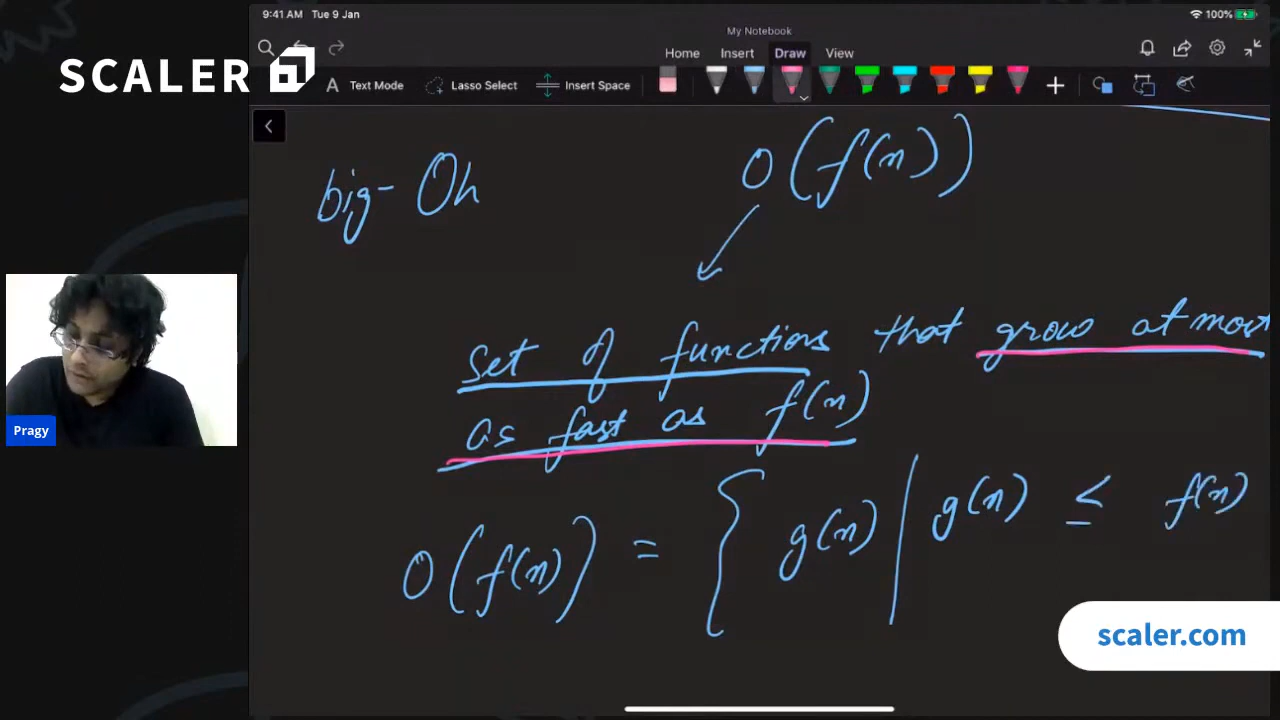 9:41 AM Tue 9 Jan
100%
My Notebook
Home Insert Draw View
SCALER
Text Mode Lasso Select Insert Space
big-Oh
O(f(n))
set of functions that grow at most
as fast as f(n)
Pragy
O(f(n)) = { g(n) | g(n) ≤ f(n)
scaler.com